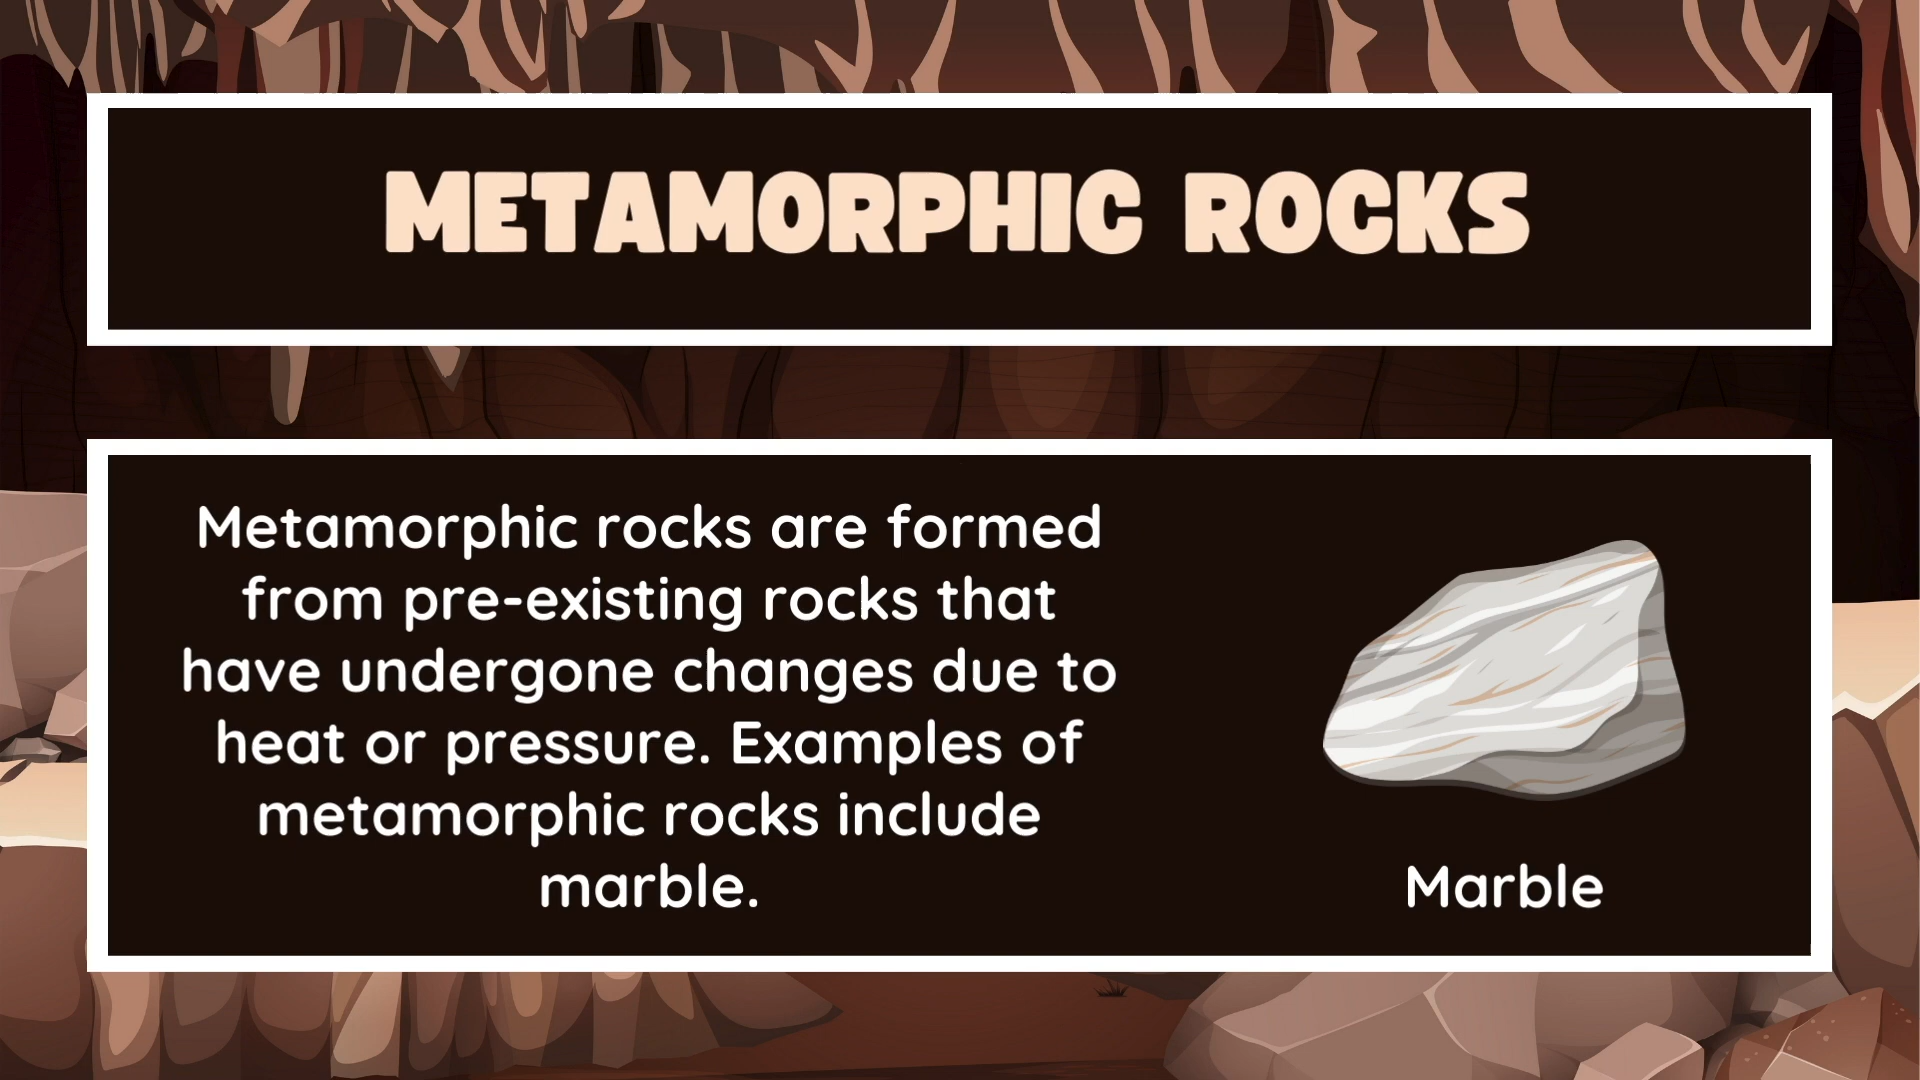 METAMORPHIC ROCKS
Metamorphic rocks are formed
from pre-existing rocks that
have undergone changes due to
heat or pressure. Examples of
metamorphic rocks include
marble.
Marble